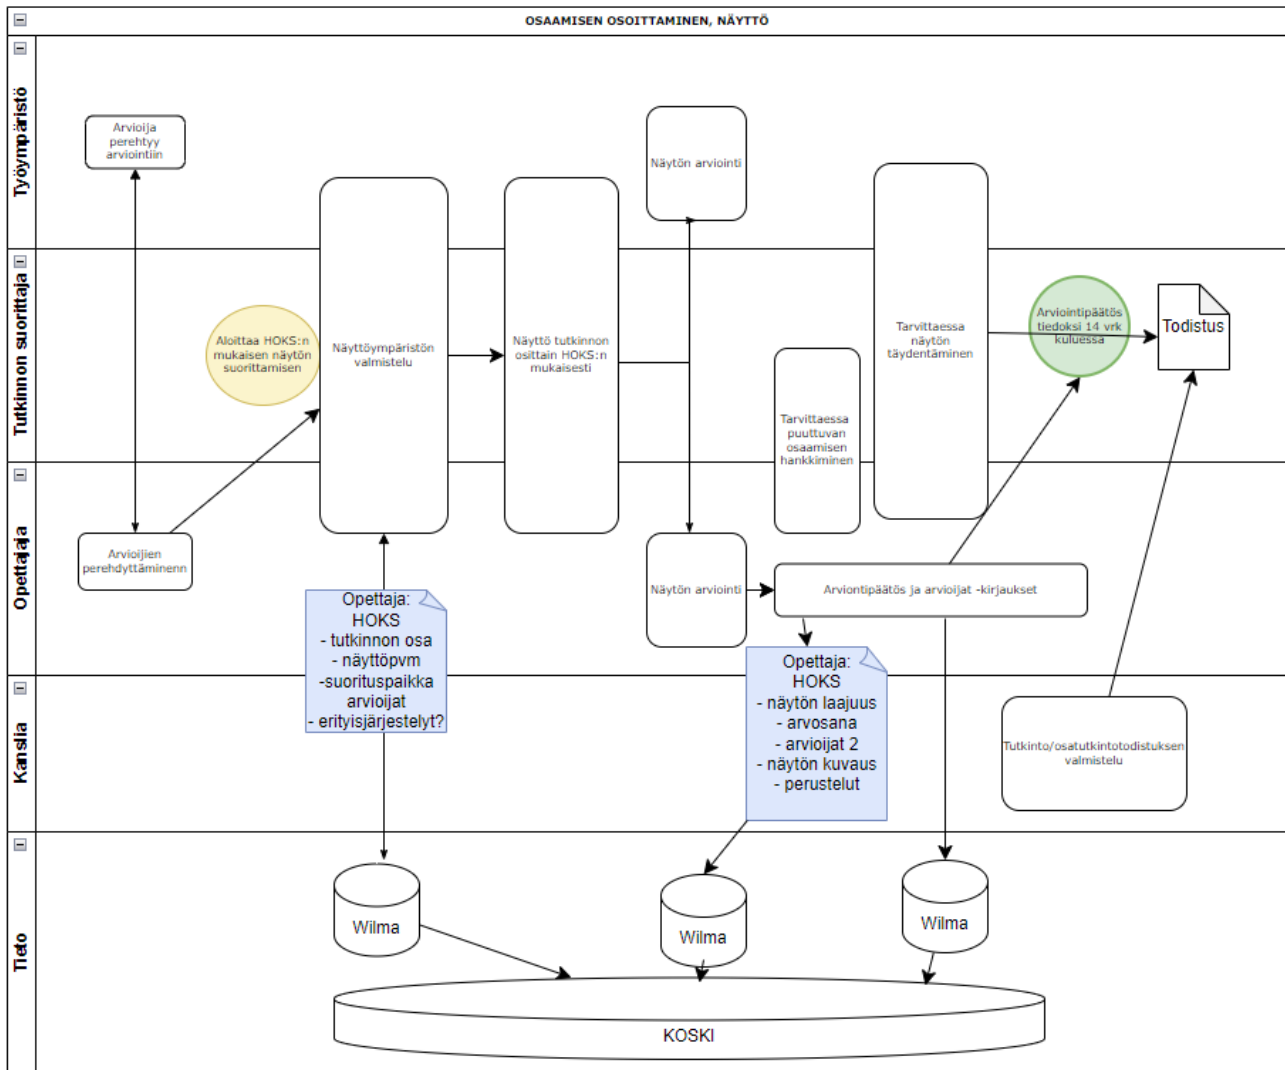 OSAAMISEN OSOITTAMINEN, NÄYTTÖ
Työympäristö
Arvioija
perehtyy
arviointiin
Näytön arviointi
Tutkinnon suorittaja
Aloittaa HOKS:n
mukaisen näytön
suorittamisen
Näyttöympäristön
valmistelu
Näyttö tutkinnon
osittain HOKS:n
mukaisesti
Tarvittaessa
puuttuvan
osaamisen
hankkiminen
Tarvittaessa
näytön
täydentäminen
Arviointipäätös
tiedoksi 14 vrk
kuluessa
Todistus
Opettajaja
Arvioijien
perehdyttäminenn
Opettaja:
HOKS
- tutkinnon osa
- näyttöpvm
-suorituspaikka
arvioijat
- erityisjärjestelyt?
Näytön arviointi
Arviontipäätös ja arvioijat -kirjaukset
Opettaja:
HOKS
- näytön laajuus
- arvosana
- arvioijat 2
- näytön kuvaus
- perustelut
Kanslia
Tutkinto/osatutkintotodistuksen
valmistelu
Tieto
Wilma
Wilma
Wilma
KOSKI